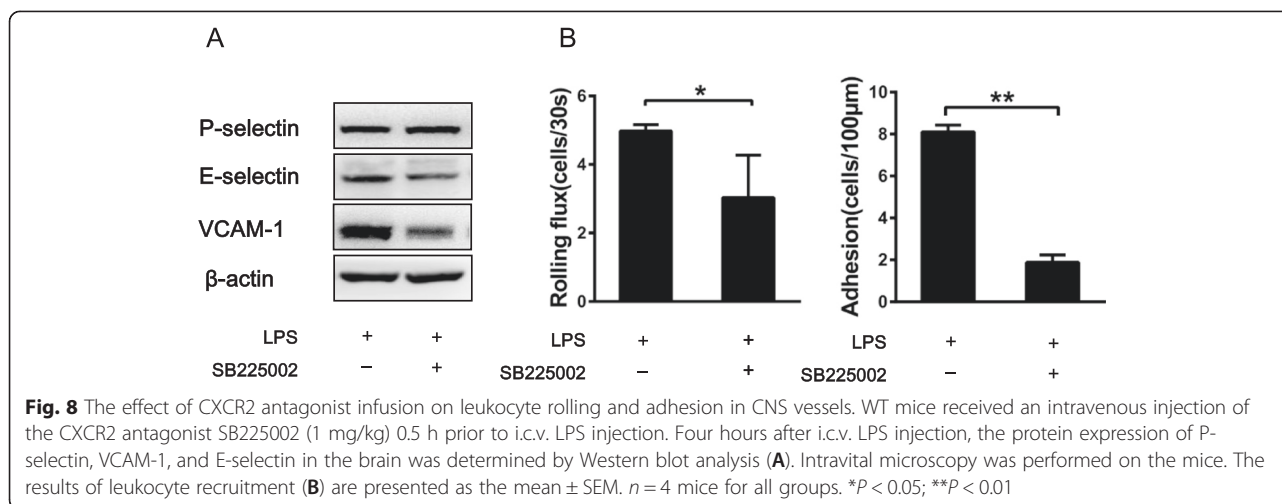 A
B
P-selectin
E-selectin
VCAM-1
β-actin
LPS + +
SB225002 − +
Rolling flux(cells/30s)
6
4
2
0
*
LPS + +
SB225002 − +
Adhesion(cells/100μm)
10
8
6
4
2
0
**
LPS + +
SB225002 − +
Fig. 8 The effect of CXCR2 antagonist infusion on leukocyte rolling and adhesion in CNS vessels. WT mice received an intravenous injection of
the CXCR2 antagonist SB225002 (1 mg/kg) 0.5 h prior to i.c.v. LPS injection. Four hours after i.c.v. LPS injection, the protein expression of P-
selectin, VCAM-1, and E-selectin in the brain was determined by Western blot analysis (A). Intravital microscopy was performed on the mice. The
results of leukocyte recruitment (B) are presented as the mean ± SEM. n = 4 mice for all groups. *P < 0.05; **P < 0.01